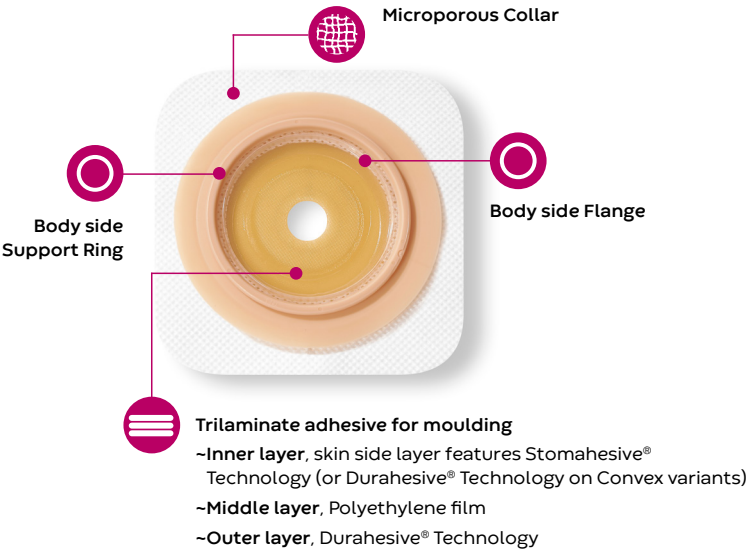 Microporous Collar
Body side Flange
Body side
Support Ring
Trilaminate adhesive for moulding
~Inner layer, skin side layer features Stomahesive®
Technology (or Durahesive® Technology on Convex variants)
~Middle layer, Polyethylene film
~Outer layer, Durahesive® Technology